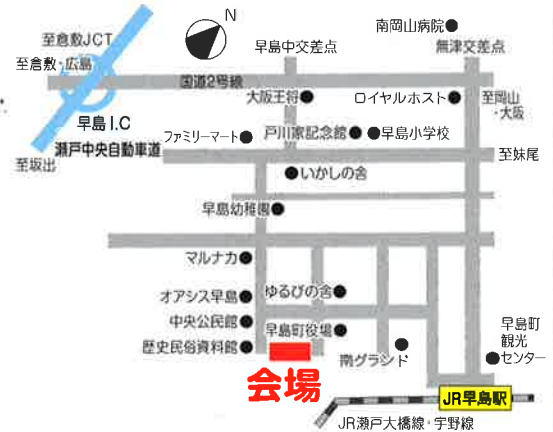 N
南岡山病院
至倉敷JCT
早島中交差点
無津交差点
至倉敷・広島
国道2号線
大阪王将
ロイヤルホスト
至岡山
・大阪
早島I.C
ファミリーマート
戸川家記念館
早島小学校
瀬戸中央自動車道
至妹尾
至坂出
いかしの舎
早島幼稚園
マルナカ
オアシス早島
ゆるびの舎
中央公民館
早島町役場
早島町
観光
センター
歴史民俗資料館
南グランド
会場
JR早島駅
JR瀬戸大橋線・宇野線